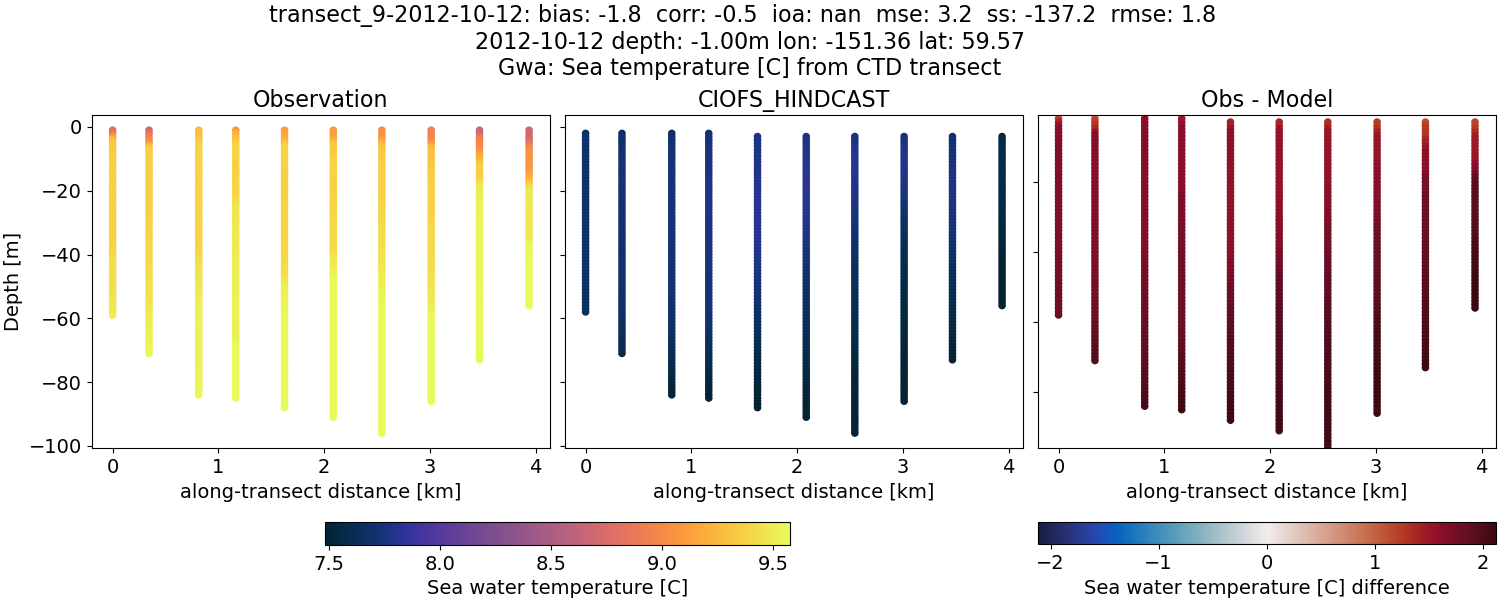 transect_9-2012-10-12: bias: -1.8  corr: -0.5  ioa: nan  mse: 3.2  ss: -137.2  rmse: 1.8
2012-10-12 depth: -1.00m lon: -151.36 lat: 59.57
Gwa: Sea temperature [C] from CTD transect
Observation
CIOFS_HINDCAST
Obs - Model
Depth [m]
0
−20
−40
−60
−80
−100
0 1 2 3 4
0 1 2 3 4
0 1 2 3 4
along-transect distance [km]
along-transect distance [km]
along-transect distance [km]
7.5 8.0 8.5 9.0 9.5
Sea water temperature [C]
−2 −1 0 1 2
Sea water temperature [C] difference